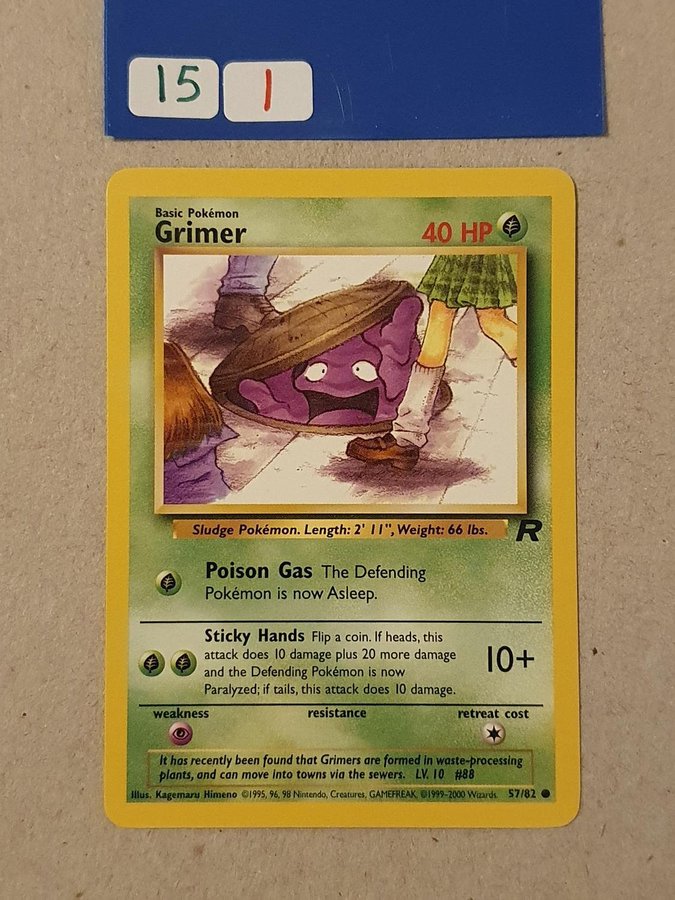 15 1
Basic Pokémon
Grimer 40 HP
Sludge Pokémon. Length: 2' 11", Weight: 66 lbs.
R
Poison Gas The Defending
Pokémon is now Asleep.
Sticky Hands Flip a coin. If heads, this
attack does 10 damage plus 20 more damage
and the Defending Pokémon is now
Paralyzed; if tails, this attack does 10 damage.
10+
weakness resistance retreat cost
It has recently been found that Grimers are formed in waste-processing
plants, and can move into towns via the sewers. LV. 10 #88
Illus. Kagemaru Himeno ©1995, 96, 98 Nintendo, Creatures, GAMEFREAK. ©1999-2000 Wizards. 57/82